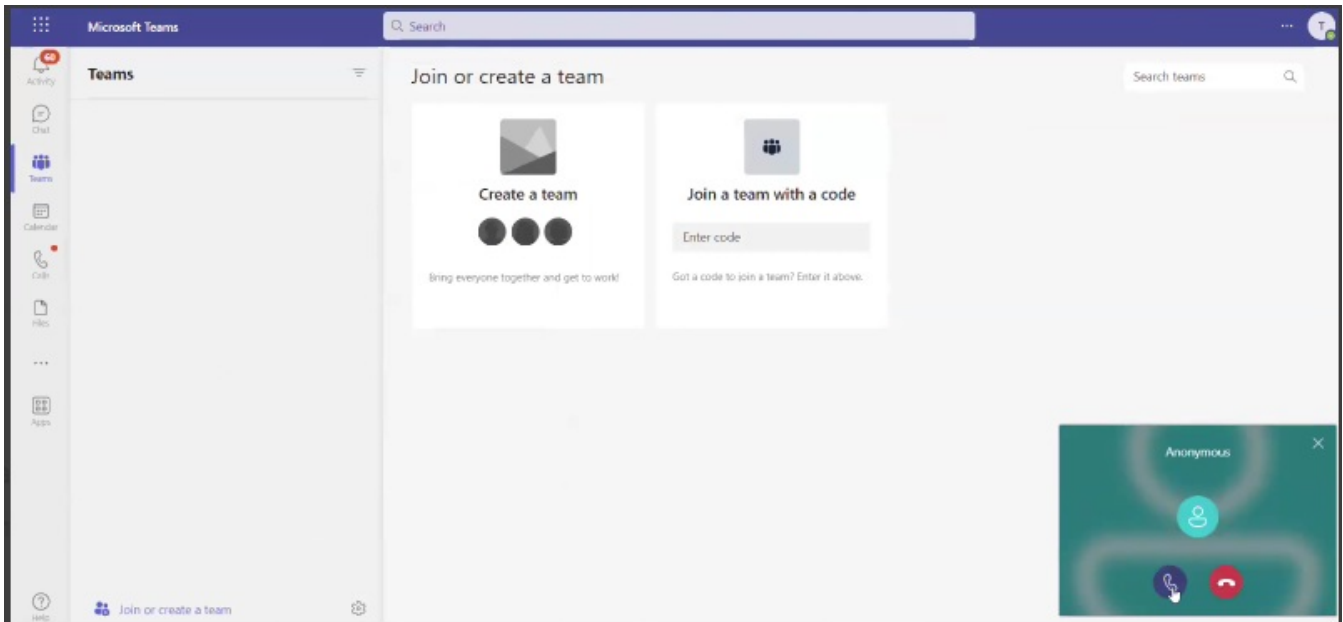 Microsoft Teams
Search
T
60
Activity
Chat
Teams
Calendar
Calls
Files
Apps
Help
Teams
Join or create a team
Join or create a team
Search teams
Create a team
Bring everyone together and get to work!
Join a team with a code
Enter code
Got a code to join a team? Enter it above.
Anonymous